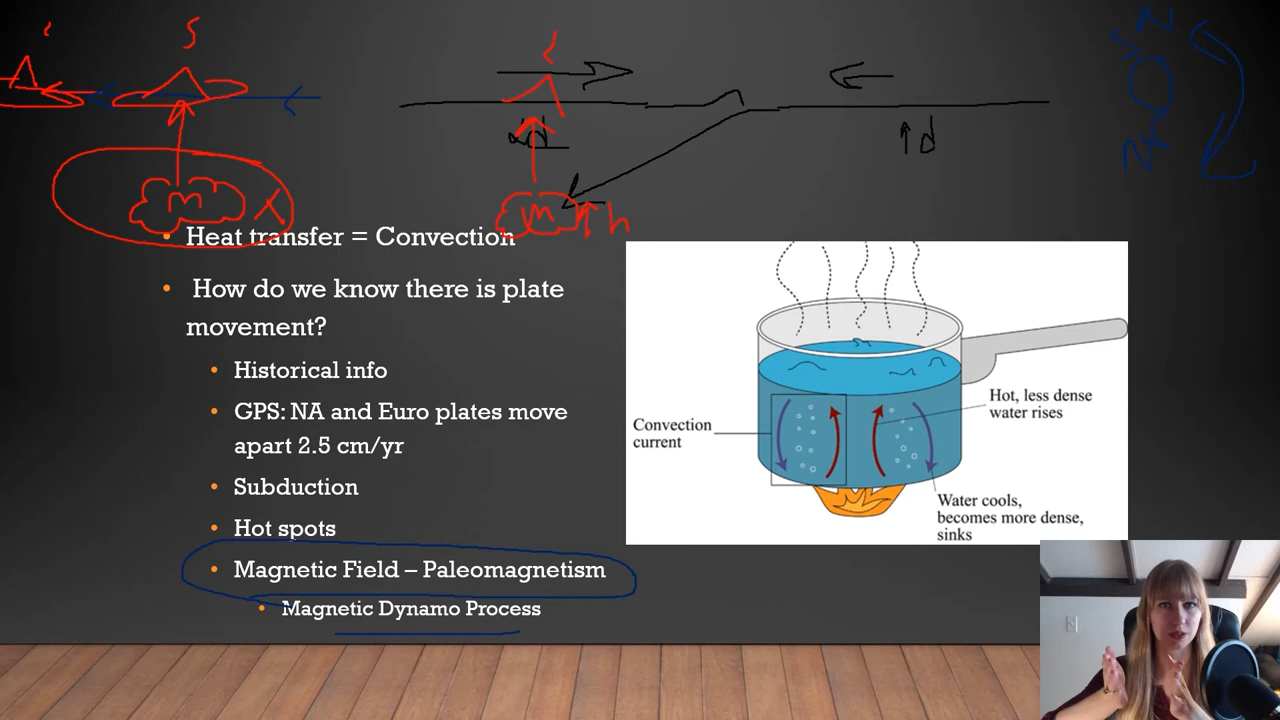 S
d
↑d
m
m ↑h
N
S
S
N
X
• Heat transfer = Convection
• How do we know there is plate
movement?
• Historical info
• GPS: NA and Euro plates move
apart 2.5 cm/yr
• Subduction
• Hot spots
• Magnetic Field – Paleomagnetism
• Magnetic Dynamo Process
Convection
current
Hot, less dense
water rises
Water cools,
becomes more dense,
sinks